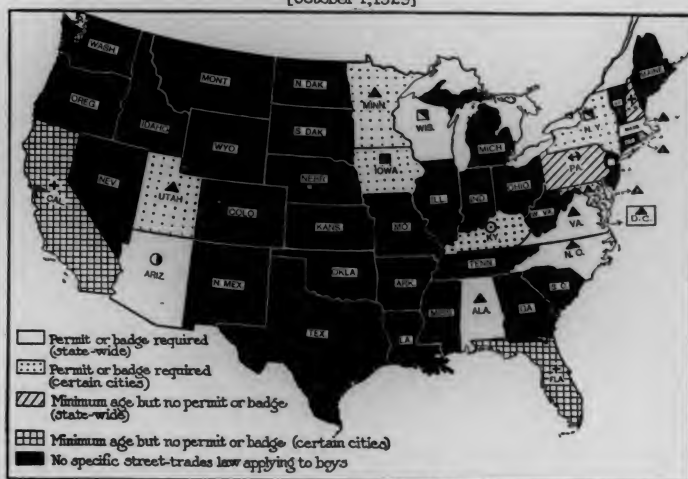 [October 1, 1925]
WASH.
MONT.
N. DAK.
MINN.
MAINE
OREG.
IDAHO
S. DAK.
WIS.
MICH.
N.Y.
WYO.
IOWA
PA.
NEBR.
NEV.
UTAH
COLO.
CAL.
ILL.
IND.
OHIO
W. VA.
VA.
D.C.
KANS.
MO.
KY.
N. C.
TENN.
ARIZ.
N. MEX.
OKLA.
ARK.
S. C.
MISS.
ALA.
GA.
TEX.
LA.
FLA.
Permit or badge required
(state-wide)
Permit or badge required
(certain cities)
Minimum age but no permit or badge
(state-wide)
Minimum age but no permit or badge (certain cities)
No specific street-trades law applying to boys